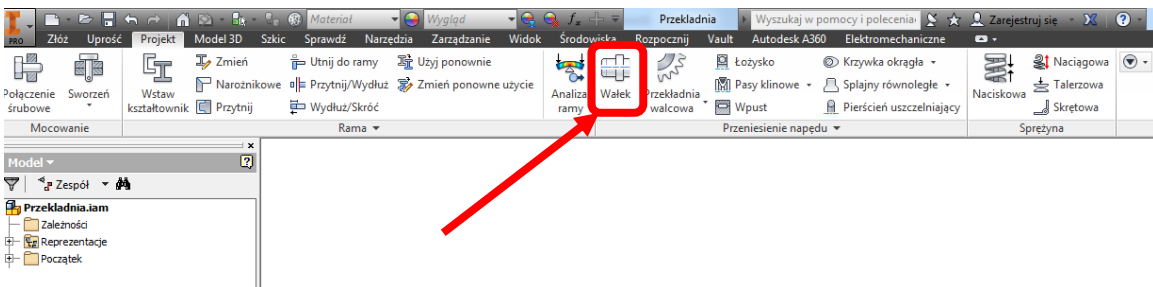 Materiał Wygląd fx Przekladnia Wyszukaj w pomocy i polecenia Zarejestruj się ?
PRO Złóż Uprość Projekt Model 3D Szkic Sprawdź Narzędzia Zarządzanie Widok Środowiska Rozpocznij Vault Autodesk A360 Elektromechaniczne
Zmień Utnij do ramy Użyj ponownie Łożysko Krzywka okrągła Naciągowa
Połączenie śrubowe Sworzeń Wstaw kształtownik Narożnikowe Przytnij/Wydłuż Zmień ponowne użycie Analiza ramy Wałek Przekładnia walcowa Pasy klinowe Splajny równoległe Naciskowa Talerzowa
Przytnij Wydłuż/Skróć Wpust Pierścień uszczelniający Skrętowa
Mocowanie Rama Przeniesienie napędu Sprężyna
Model ?
Zespół
Przekladnia.iam
Zależności
Reprezentacje
Początek